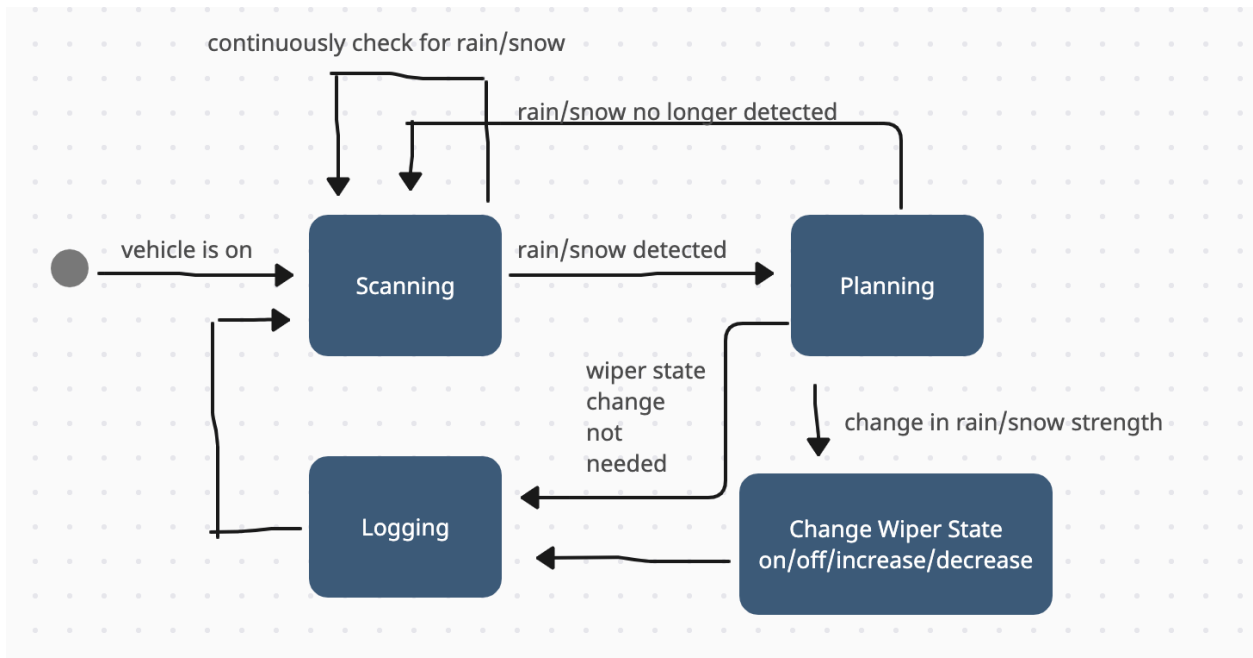 continuously check for rain/snow
rain/snow no longer detected
vehicle is on
rain/snow detected
Scanning
Planning
wiper state
change
not
needed
change in rain/snow strength
Logging
Change Wiper State
on/off/increase/decrease